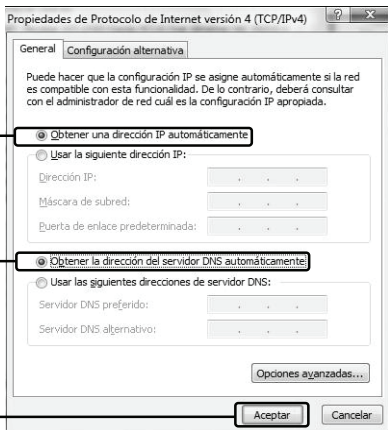 Propiedades de Protocolo de Internet versión 4 (TCP/IPv4)
General
Configuración alternativa
Puede hacer que la configuración IP se asigne automáticamente si la red
es compatible con esta funcionalidad. De lo contrario, deberá consultar
con el administrador de red cuál es la configuración IP apropiada.
Obtener una dirección IP automáticamente
Usar la siguiente dirección IP:
Dirección IP:
Máscara de subred:
Puerta de enlace predeterminada:
Obtener la dirección del servidor DNS automáticamente
Usar las siguientes direcciones de servidor DNS:
Servidor DNS preferido:
Servidor DNS alternativo:
Opciones avanzadas...
Aceptar
Cancelar